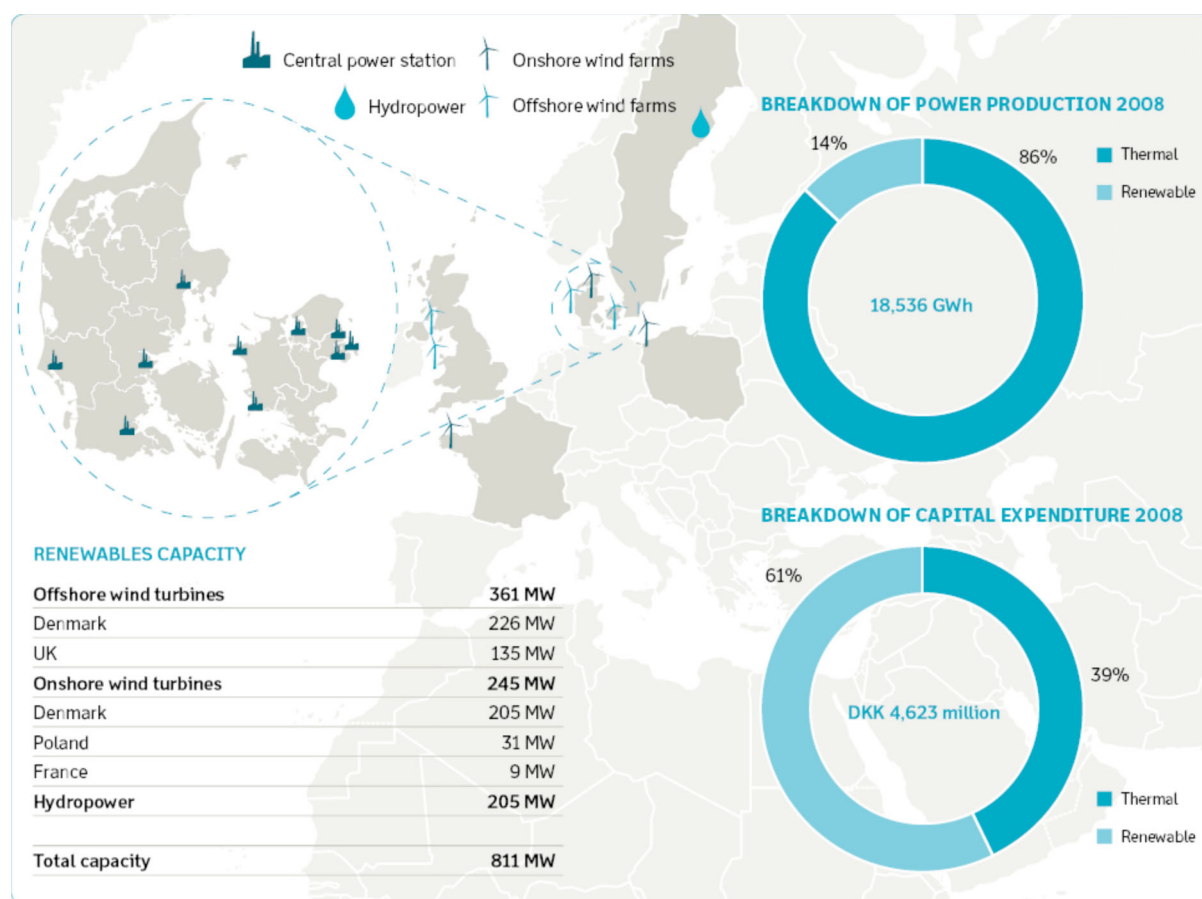 Central power station
Onshore wind farms
Hydropower
Offshore wind farms
BREAKDOWN OF POWER PRODUCTION 2008
14%
86%
Thermal
Renewable
18,536 GWh
BREAKDOWN OF CAPITAL EXPENDITURE 2008
61%
39%
DKK 4,623 million
Thermal
Renewable
RENEWABLES CAPACITY
Offshore wind turbines 361 MW
Denmark 226 MW
UK 135 MW
Onshore wind turbines 245 MW
Denmark 205 MW
Poland 31 MW
France 9 MW
Hydropower 205 MW
Total capacity 811 MW